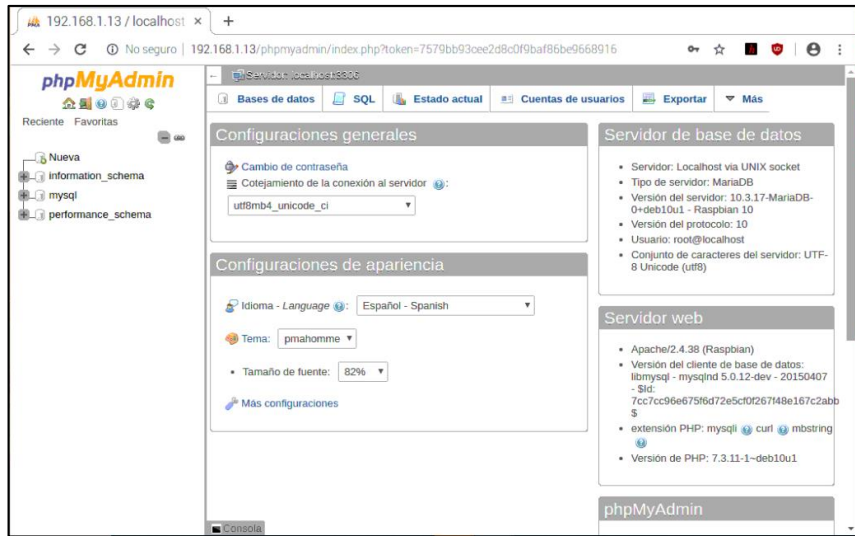 192.168.1.13 / localhost
No seguro | 192.168.1.13/phpmyadmin/index.php?token=7579bb93cee2d8c0f9baf86be9668916
phpMyAdmin
Reciente Favoritas
Nueva
information_schema
mysql
performance_schema
Servidor: localhost:3306
Bases de datos SQL Estado actual Cuentas de usuarios Exportar Más
Configuraciones generales
Cambio de contraseña
Cotejamiento de la conexión al servidor :
utf8mb4_unicode_ci
Configuraciones de apariencia
Idioma - Language : Español - Spanish
Tema: pmahomme
Tamaño de fuente: 82%
Más configuraciones
Servidor de base de datos
Servidor: Localhost via UNIX socket
Tipo de servidor: MariaDB
Versión del servidor: 10.3.17-MariaDB-
0+deb10u1 - Raspbian 10
Versión del protocolo: 10
Usuario: root@localhost
Conjunto de caracteres del servidor: UTF-
8 Unicode (utf8)
Servidor web
Apache/2.4.38 (Raspbian)
Versión del cliente de base de datos:
libmysql - mysqlnd 5.0.12-dev - 20150407
- $Id:
7cc7cc96e675f6d72e5cf0f267f48e167c2abb
$
extensión PHP: mysqli curl mbstring
Versión de PHP: 7.3.11-1~deb10u1
phpMyAdmin
Consola